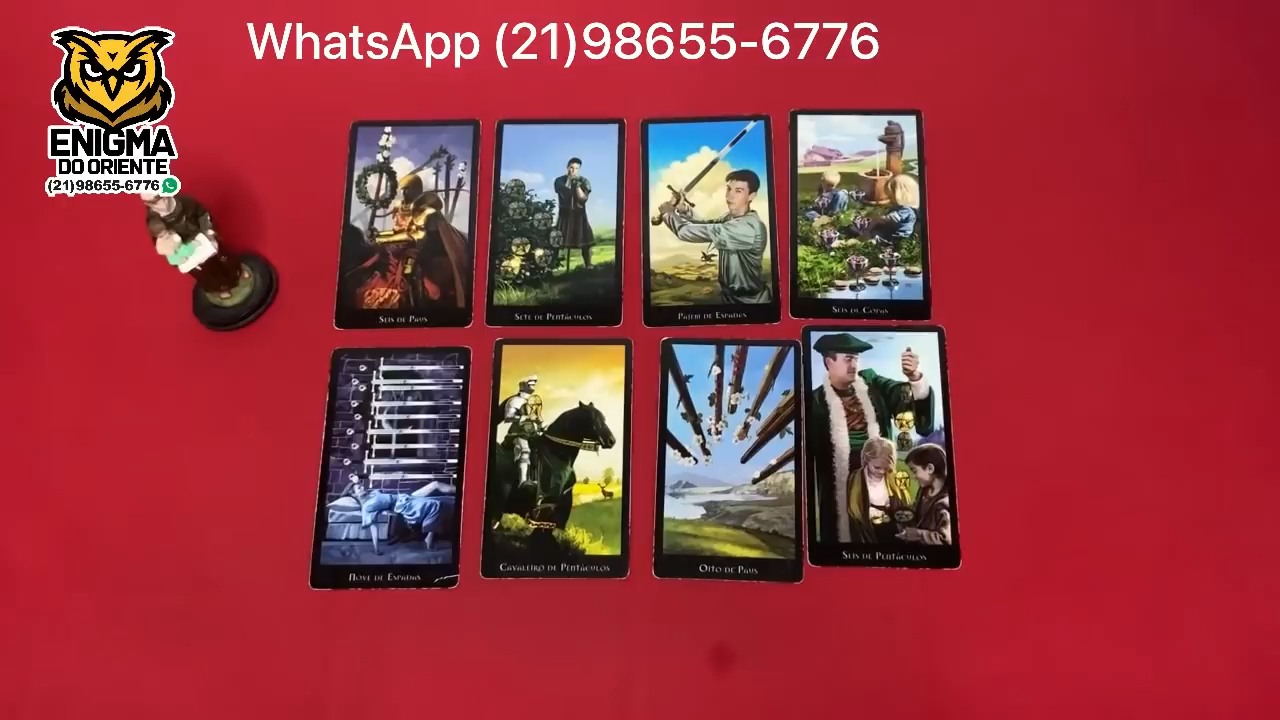 WhatsApp (21)98655-6776
ENIGMA
DO ORIENTE
(21)98655-6776
Seis de Paus
Sete de Pentáculos
Pajem de Espadas
Seis de Copas
Nove de Espadas
Cavaleiro de Pentáculos
Oito de Paus
Seis de Pentáculos